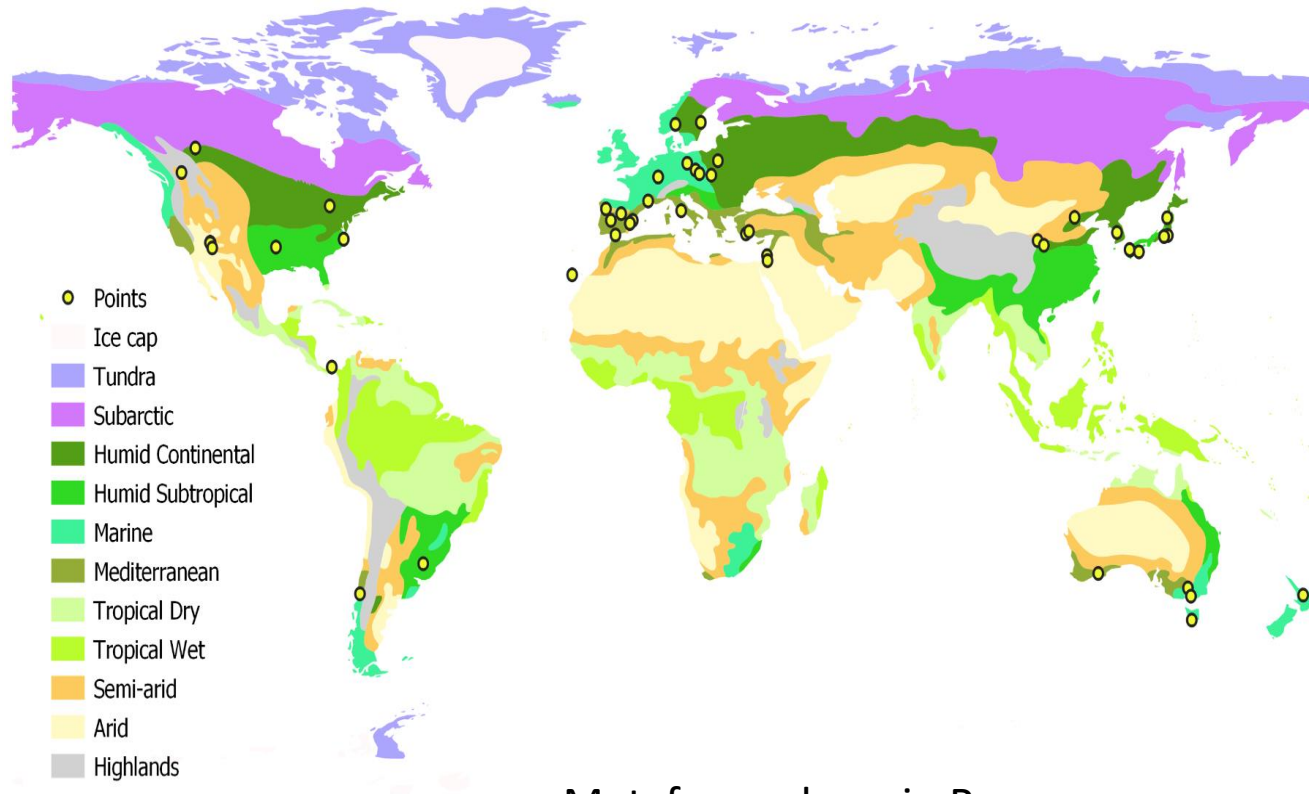 Points
Ice cap
Tundra
Subarctic
Humid Continental
Humid Subtropical
Marine
Mediterranean
Tropical Dry
Tropical Wet
Semi-arid
Arid
Highlands